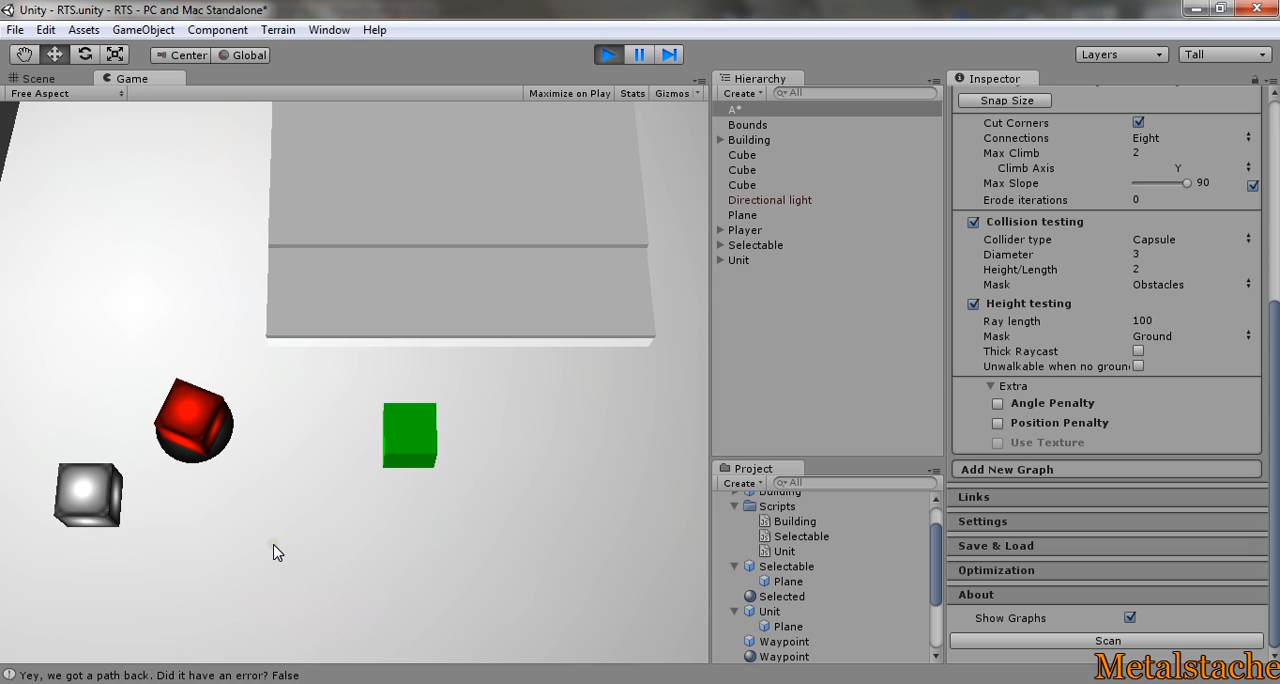 Unity - RTS.unity - RTS - PC and Mac Standalone*
File Edit Assets GameObject Component Terrain Window Help
Center Global Layers Tall
Scene Game Hierarchy Inspector
Free Aspect Maximize on Play Stats Gizmos Create All Snap Size
A*
Bounds
Building
Cube
Cube
Cube
Directional light
Plane
Player
Selectable
Unit
Cut Corners
Connections Eight
Max Climb 2
Climb Axis Y
Max Slope 90
Erode iterations 0
Collision testing
Collider type Capsule
Diameter 3
Height/Length 2
Mask Obstacles
Height testing
Ray length 100
Mask Ground
Thick Raycast
Unwalkable when no groun
Extra
Angle Penalty
Position Penalty
Use Texture
Add New Graph
Links
Settings
Save & Load
Optimization
About
Show Graphs
Scan
Project
Create All
Building
Scripts
Building
Selectable
Unit
Selectable
Plane
Selected
Unit
Plane
Waypoint
Waypoint
Metalstache
Yey, we got a path back. Did it have an error? False